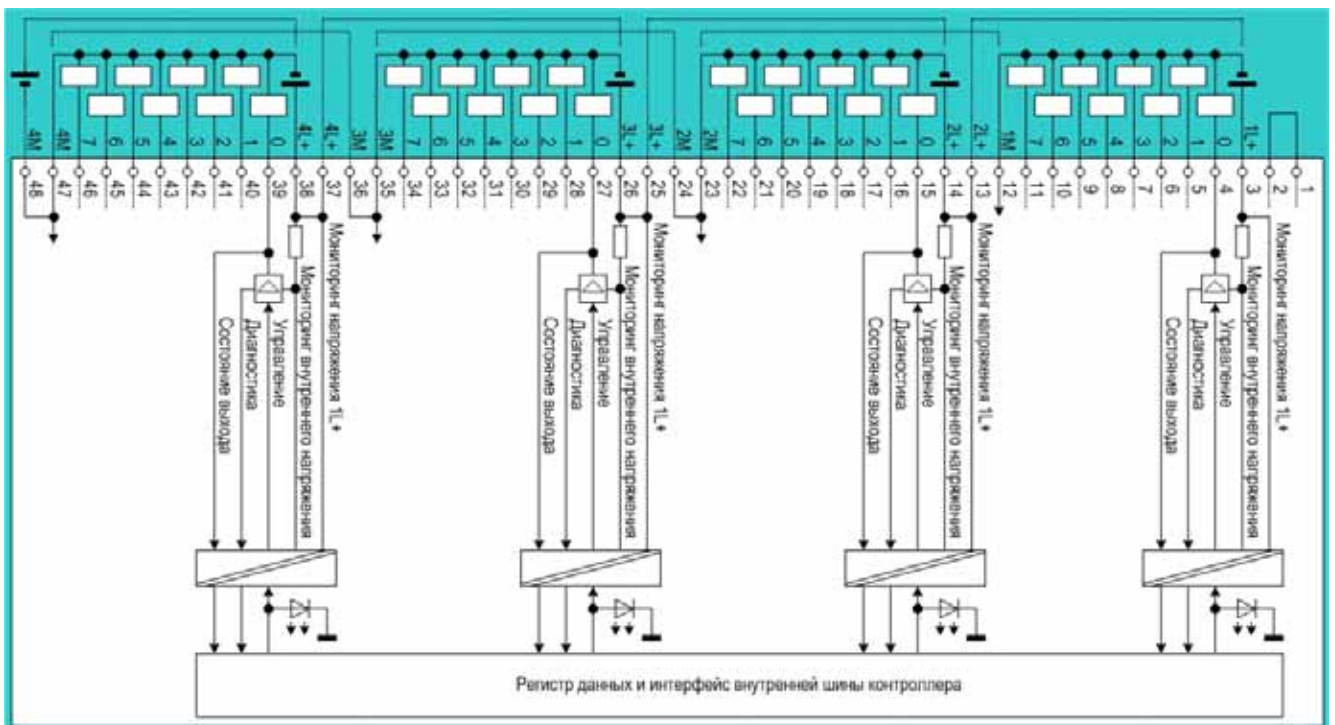 4M
4M
7
6
5
4
3
2
1
0
4L+
4L+
3M
3M
7
6
5
4
3
2
1
0
3L+
3L+
2M
2M
7
6
5
4
3
2
1
0
2L+
2L+
1M
7
6
5
4
3
2
1
0
1L+
48
47
46
45
44
43
42
41
40
39
38
37
36
35
34
33
32
31
30
29
28
27
26
25
24
23
22
21
20
19
18
17
16
15
14
13
12
11
10
9
8
7
6
5
4
3
2
1
Состояние выхода
Диагностика
Управление
Мониторинг внутреннего напряжения
Мониторинг напряжения 1L+
Состояние выхода
Диагностика
Управление
Мониторинг внутреннего напряжения
Мониторинг напряжения 1L+
Состояние выхода
Диагностика
Управление
Мониторинг внутреннего напряжения
Мониторинг напряжения 1L+
Состояние выхода
Диагностика
Управление
Мониторинг внутреннего напряжения
Мониторинг напряжения 1L+
Регистр данных и интерфейс внутренней шины контроллера